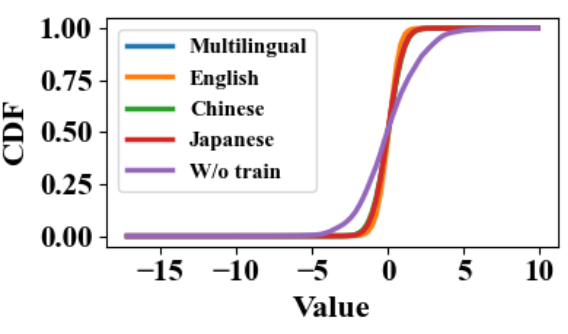 1.00
0.75
0.50
0.25
0.00
CDF
Multilingual
English
Chinese
Japanese
W/o train
−15 −10 −5 0 5 10
Value